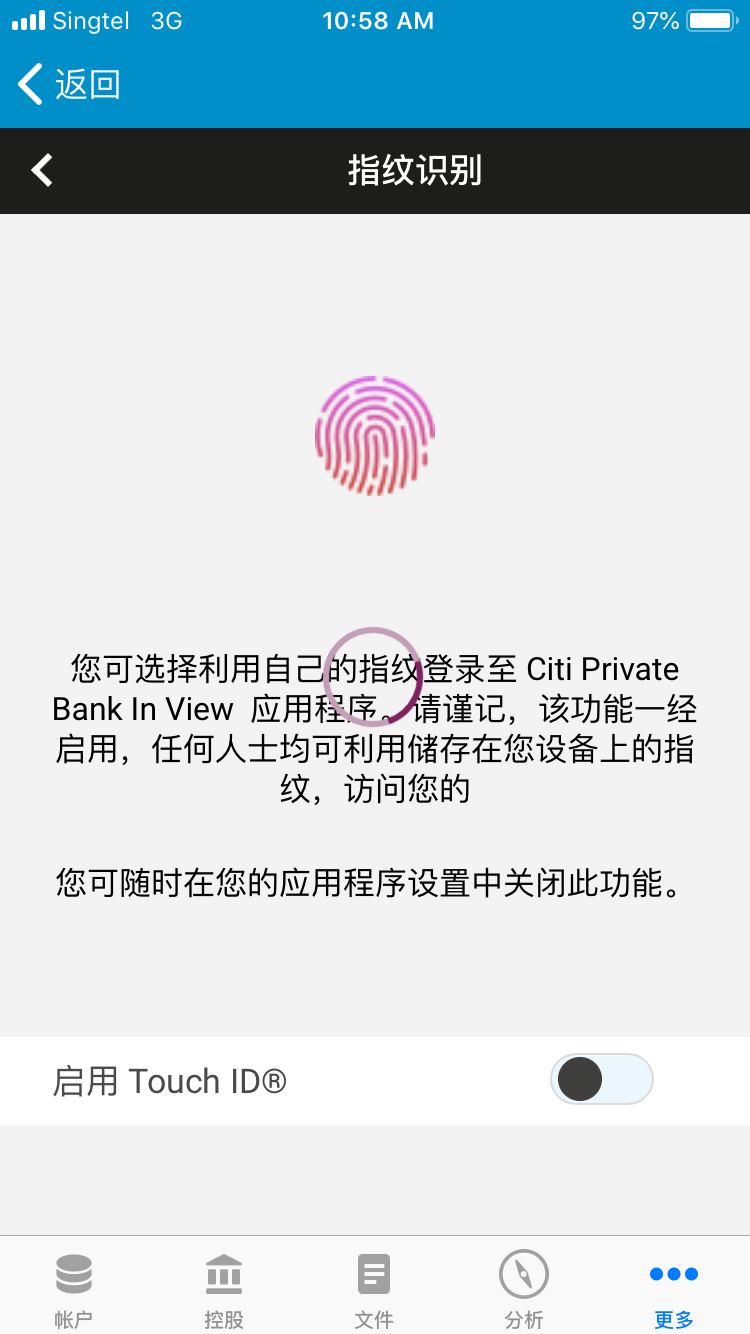 Singtel 3G 10:58 AM 97%
返回
指纹识别
您可选择利用自己的指纹登录至 Citi Private
Bank In View 应用程序。请谨记，该功能一经
启用，任何人士均可利用储存在您设备上的指
纹，访问您的
您可随时在您的应用程序设置中关闭此功能。
启用 Touch ID®
帐户 控股 文件 分析 更多